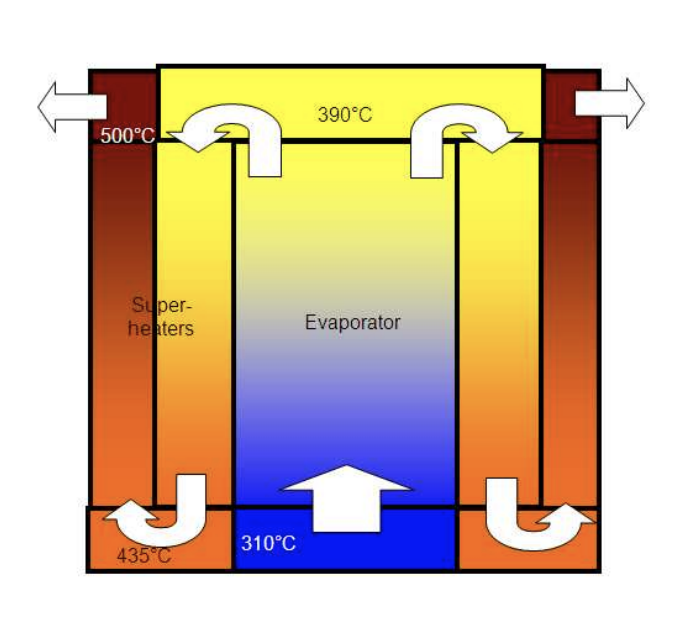 390°C
500°C
Super-
heaters
Evaporator
310°C
435°C